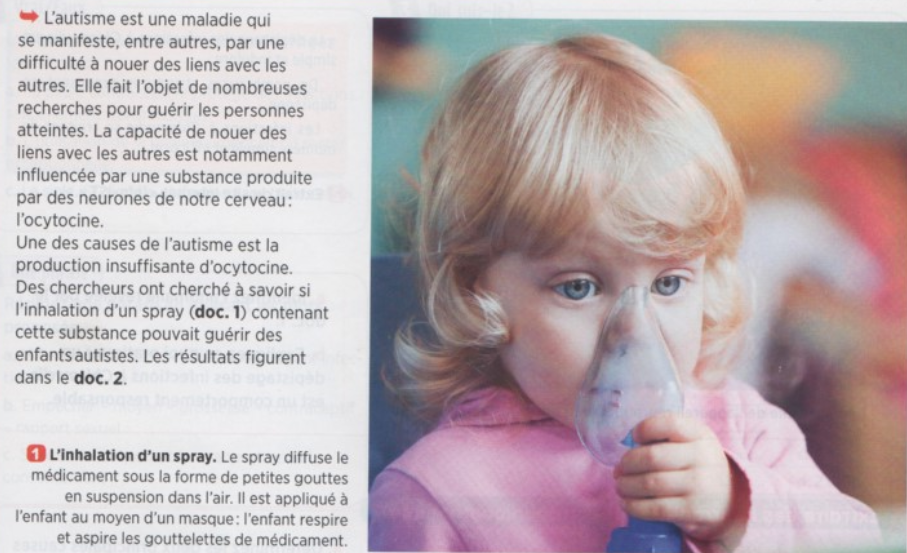 ➥ L'autisme est une maladie qui
se manifeste, entre autres, par une
difficulté à nouer des liens avec les
autres. Elle fait l'objet de nombreuses
recherches pour guérir les personnes
atteintes. La capacité de nouer des
liens avec les autres est notamment
influencée par une substance produite
par des neurones de notre cerveau :
l'ocytocine.
Une des causes de l'autisme est la
production insuffisante d'ocytocine.
Des chercheurs ont cherché à savoir si
l'inhalation d'un spray (doc. 1) contenant
cette substance pouvait guérir des
enfants autistes. Les résultats figurent
dans le doc. 2.
1 L'inhalation d'un spray. Le spray diffuse le
médicament sous la forme de petites gouttes
en suspension dans l'air. Il est appliqué à
l'enfant au moyen d'un masque : l'enfant respire
et aspire les gouttelettes de médicament.